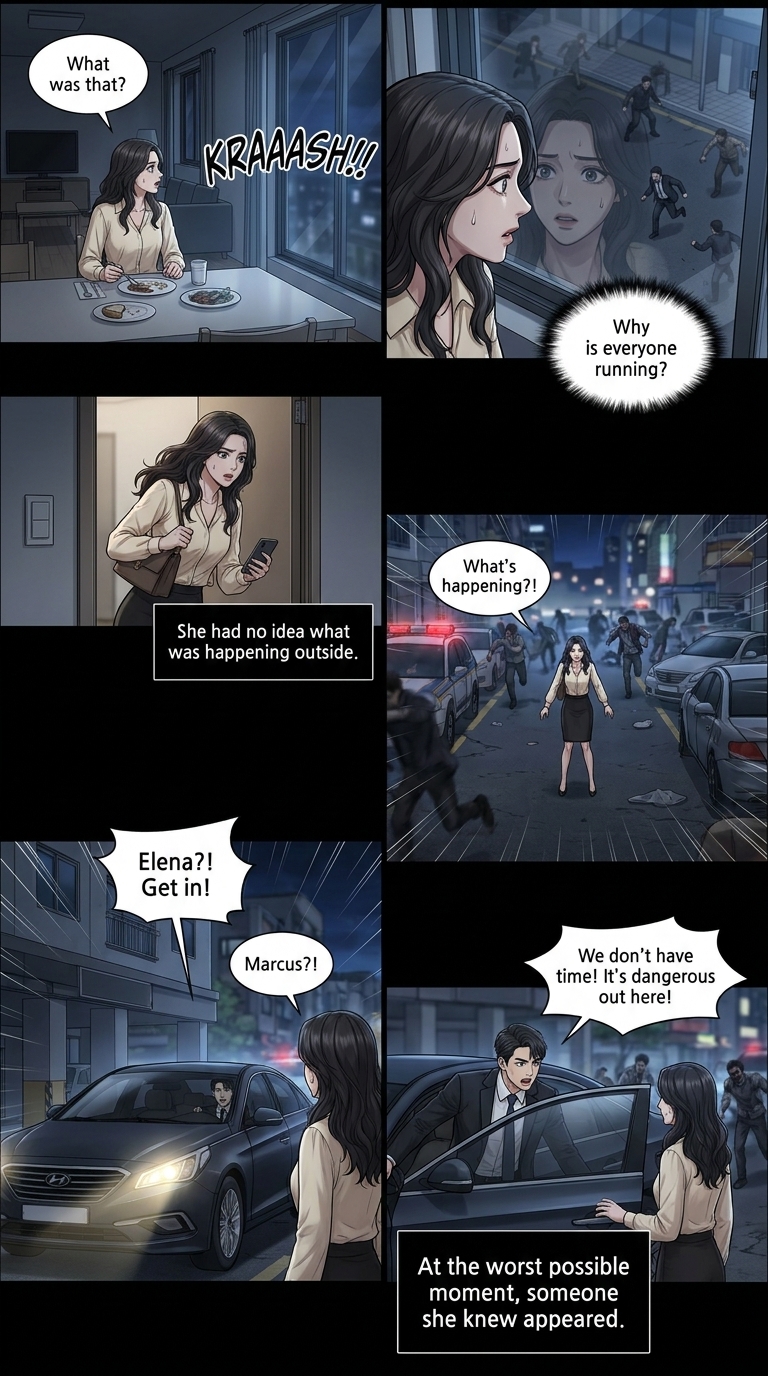 What
was that?
KRAAASH!!
Why
is everyone
running?
She had no idea what
was happening outside.
What's
happening?!
Elena?!
Get in!
Marcus?!
We don't have
time! It's dangerous
out here!
At the worst possible
moment, someone
she knew appeared.